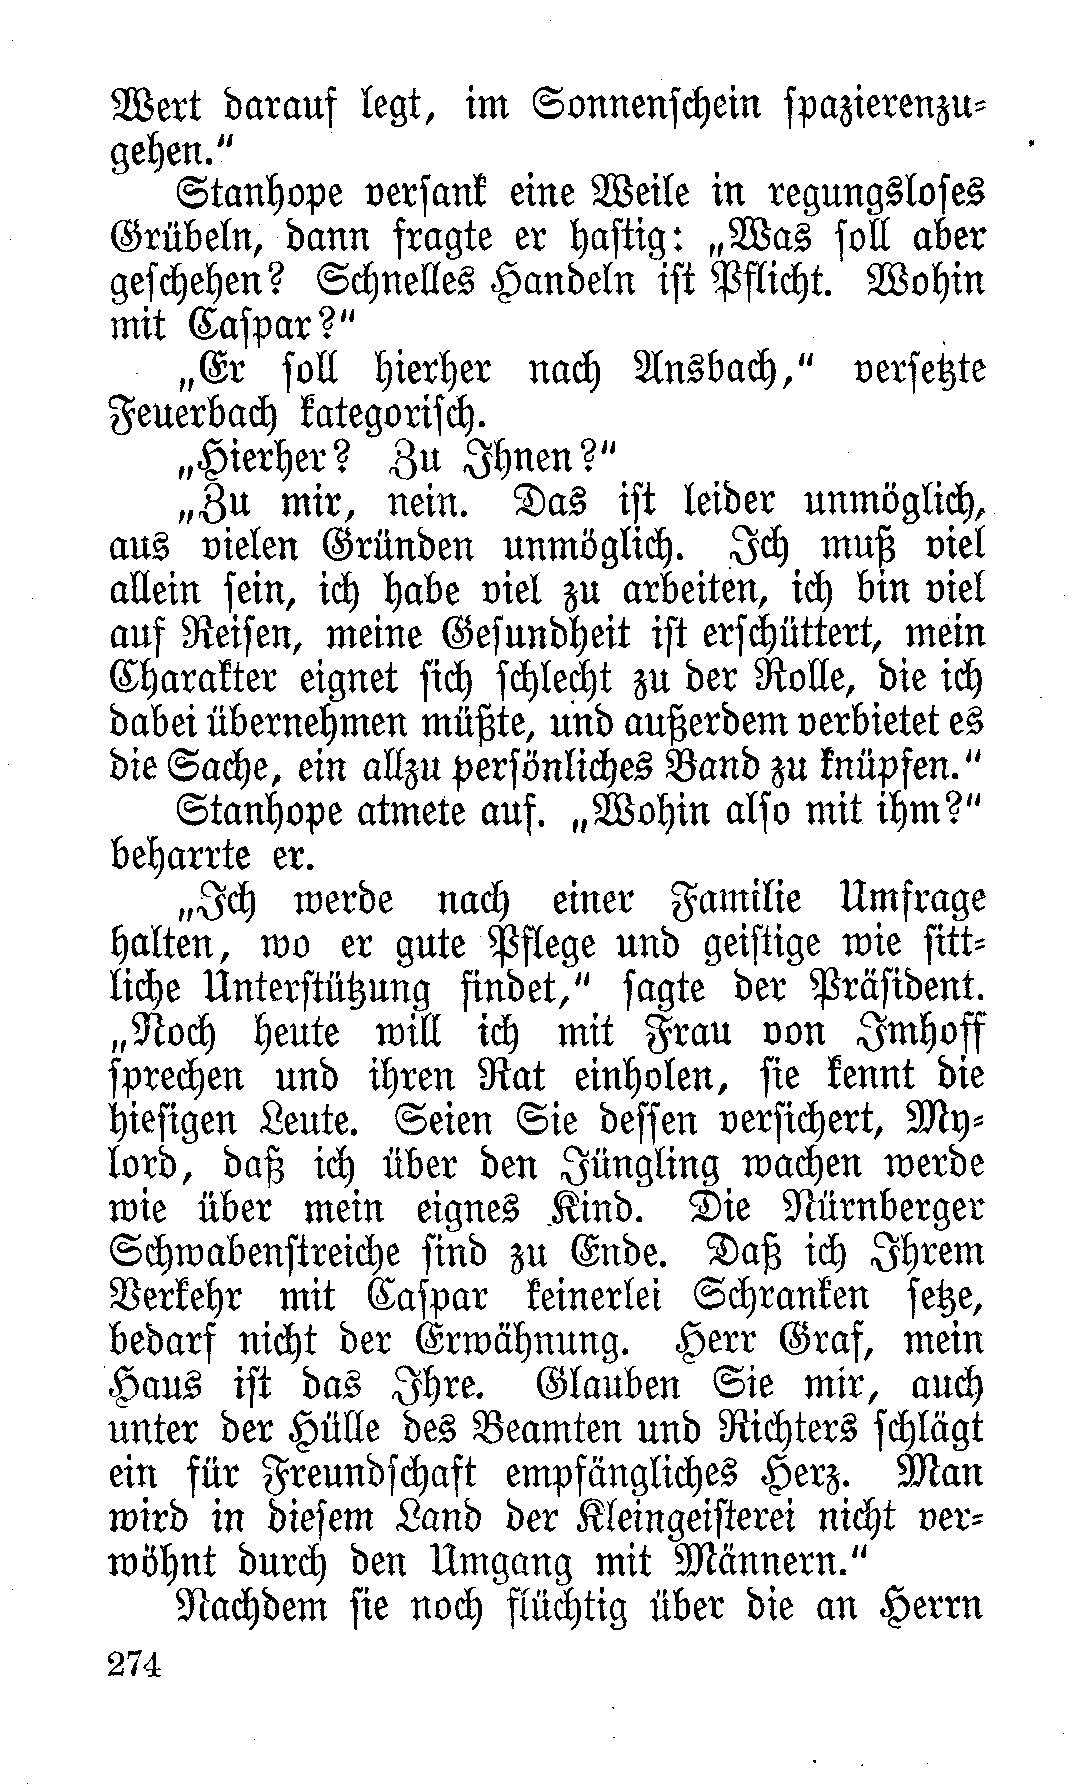 Wert darauf legt, im Sonnenschein spazierenzu-
gehen."
Stanhope versank eine Weile in regungsloses
Grübeln, dann fragte er hastig: „Was soll aber
geschehen? Schnelles Handeln ist Pflicht. Wohin
mit Caspar?"
„Er soll hierher nach Ansbach," versetzte
Feuerbach kategorisch.
„Hierher? Zu Ihnen?"
„Zu mir, nein. Das ist leider unmöglich,
aus vielen Gründen unmöglich. Ich muß viel
allein sein, ich habe viel zu arbeiten, ich bin viel
auf Reisen, meine Gesundheit ist erschüttert, mein
Charakter eignet sich schlecht zu der Rolle, die ich
dabei übernehmen müßte, und außerdem verbietet es
die Sache, ein allzu persönliches Band zu knüpfen."
Stanhope atmete auf. „Wohin also mit ihm?"
beharrte er.
„Ich werde nach einer Familie Umfrage
halten, wo er gute Pflege und geistige wie sitt-
liche Unterstützung findet," sagte der Präsident.
„Noch heute will ich mit Frau von Imhoff
sprechen und ihren Rat einholen, sie kennt die
hiesigen Leute. Seien Sie dessen versichert, My-
lord, daß ich über den Jüngling wachen werde
wie über mein eignes Kind. Die Nürnberger
Schwabenstreiche sind zu Ende. Daß ich Ihrem
Verkehr mit Caspar keinerlei Schranken setze,
bedarf nicht der Erwähnung. Herr Graf, mein
Haus ist das Ihre. Glauben Sie mir, auch
unter der Hülle des Beamten und Richters schlägt
ein für Freundschaft empfängliches Herz. Man
wird in diesem Land der Kleingeisterei nicht ver-
wöhnt durch den Umgang mit Männern."
Nachdem sie noch flüchtig über die an Herrn
274